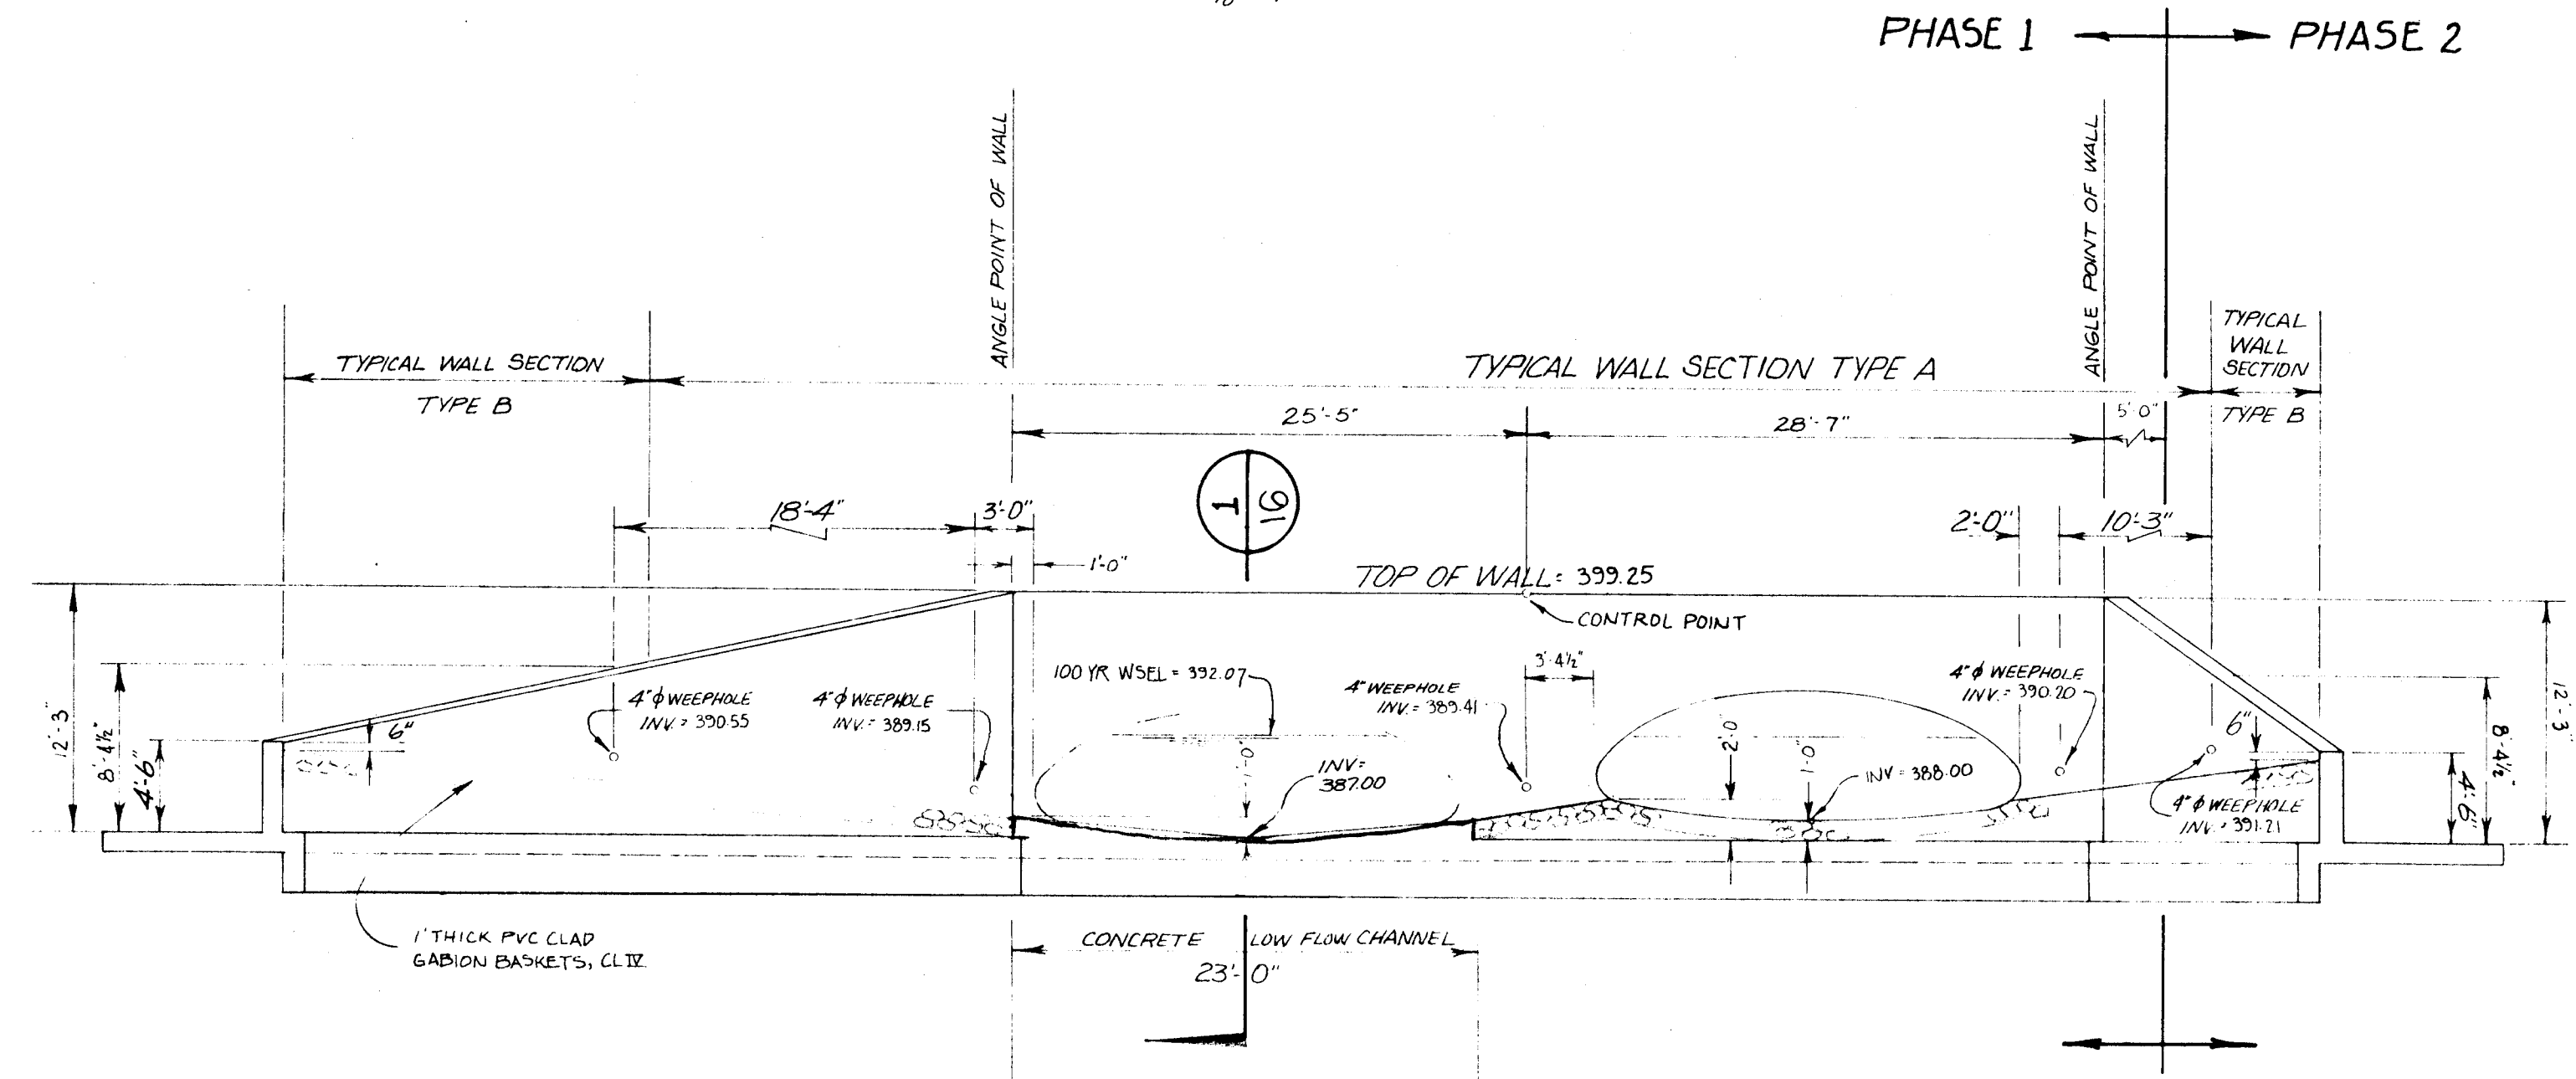 PHASE 1
PHASE 2
ANGLE POINT OF WALL
ANGLE POINT OF WALL
TYPICAL WALL SECTION
TYPE B
TYPICAL WALL SECTION TYPE A
TYPICAL
WALL
SECTION
TYPE B
25'-5"
28'-7"
5'-0"
18'-4"
3'-0"
1'-0"
1
16
2'-0"
10'-3"
TOP OF WALL = 399.25
CONTROL POINT
12'-3"
8'-4½"
4'-6"
6"
4"ɸ WEEPHOLE
INV. = 390.55
4"ɸ WEEPHOLE
INV. = 389.15
100 YR WSEL = 392.07
1'-0"
INV =
387.00
4" WEEPHOLE
INV. = 389.41
3'-4½"
2'-0
1'-0"
INV = 388.00
4"ɸ WEEPHOLE
INV. = 390.20
6"
4"ɸ WEEPHOLE
INV. = 391.21
4'-6"
8'-4½"
12'-3"
1' THICK PVC CLAD
GABION BASKETS, CL IV
CONCRETE LOW FLOW CHANNEL
23'-0"